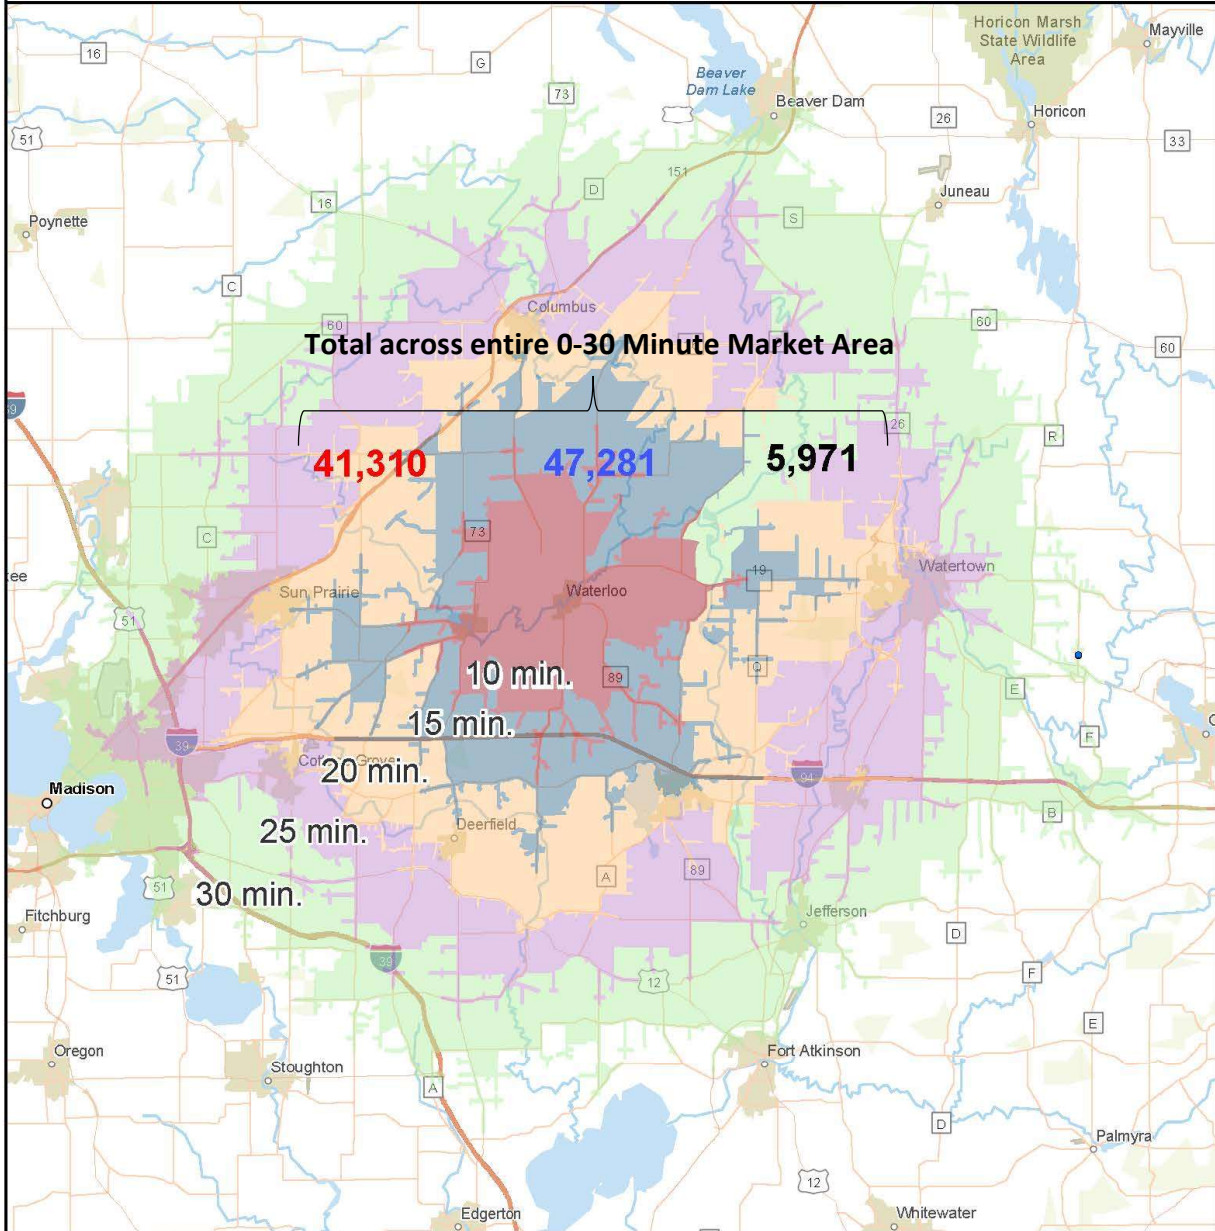 Horicon Marsh
State Wildlife
Area
Mayville
16
G
Beaver
Dam Lake
73
Beaver Dam
26
Horicon
51
33
151
D
Juneau
16
S
Poynette
C
Columbus
60
60
60
Total across entire 0-30 Minute Market Area
26
R
41,310
47,281
5,971
73
C
ee
19
Watertown
Sun Prairie
Waterloo
51
10 min.
89
Q
E
15 min.
39
F
Co Grove
20 min.
94
Madison
B
25 min.
Deerfield
A
89
30 min.
51
Jefferson
Fitchburg
D
39
F
51
12
E
Oregon
Fort Atkinson
Stoughton
A
D
Palmyra
12
Edgerton
Whitewater